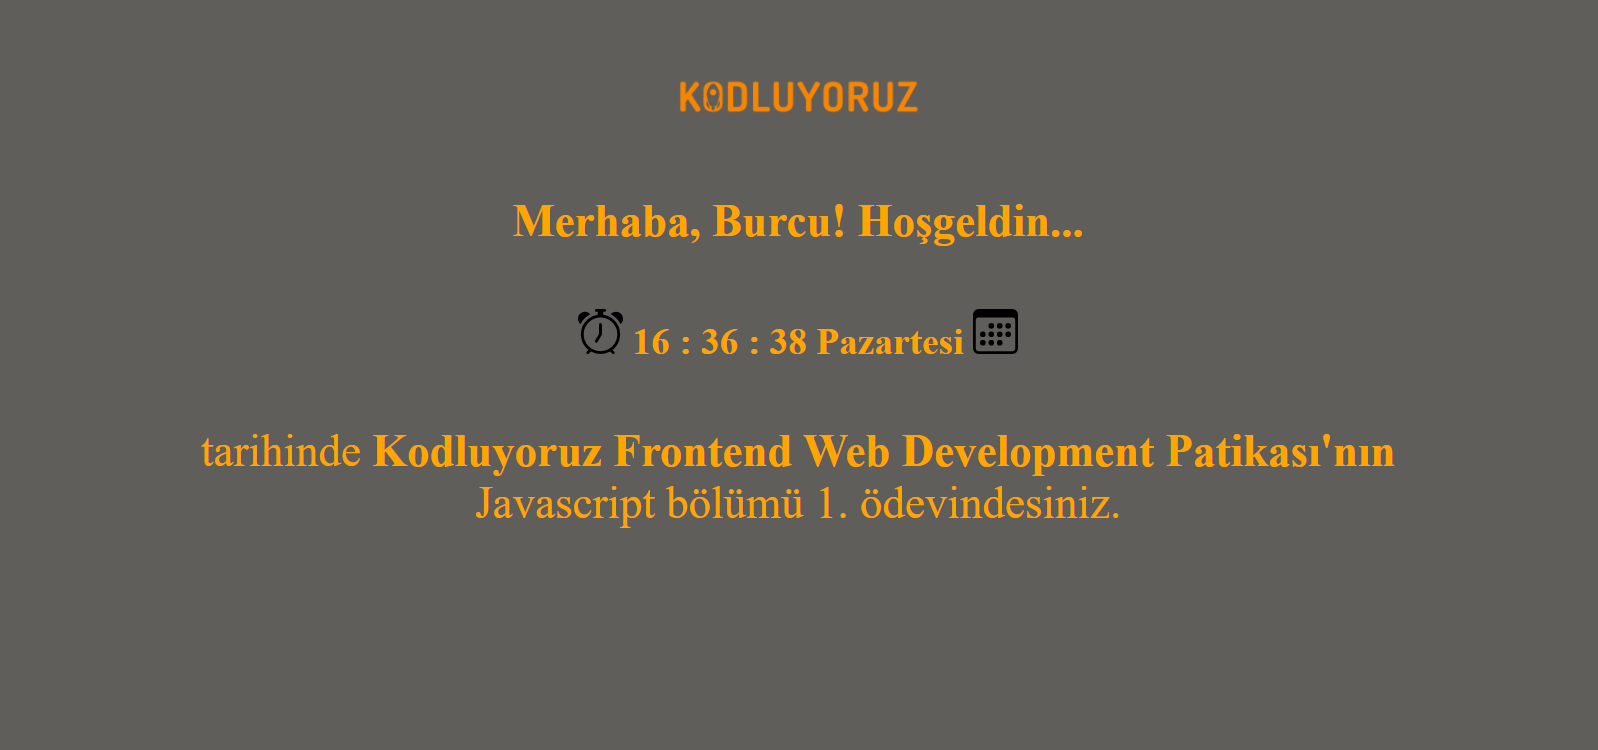 KODLUYORUZ
Merhaba, Burcu! Hoşgeldin...
16 : 36 : 38 Pazartesi
tarihinde Kodluyoruz Frontend Web Development Patikası'nın
Javascript bölümü 1. ödevindesiniz.